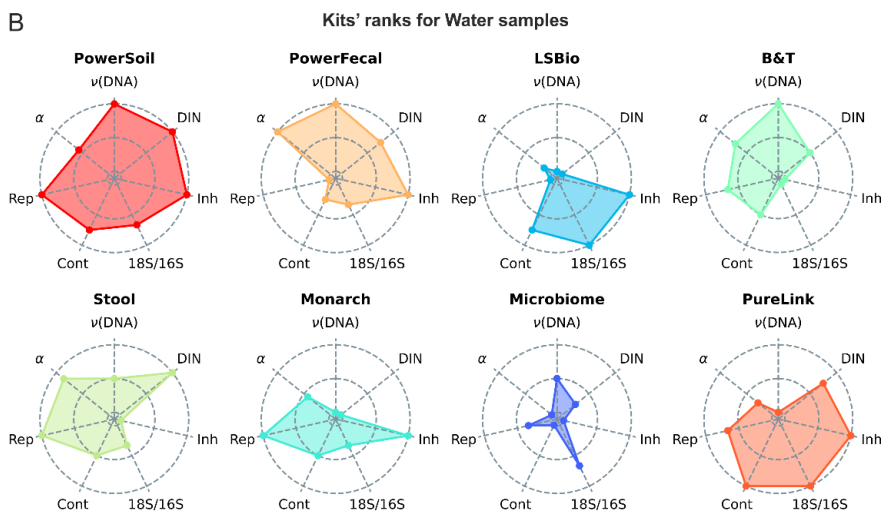 B
Kits' ranks for Water samples
PowerSoil
ν(DNA)
α
DIN
Rep
Inh
Cont
18S/16S
PowerFecal
ν(DNA)
α
DIN
Rep
Inh
Cont
18S/16S
LSBio
ν(DNA)
α
DIN
Rep
Inh
Cont
18S/16S
B&T
ν(DNA)
α
DIN
Rep
Inh
Cont
18S/16S
Stool
ν(DNA)
α
DIN
Rep
Inh
Cont
18S/16S
Monarch
ν(DNA)
α
DIN
Rep
Inh
Cont
18S/16S
Microbiome
ν(DNA)
α
DIN
Rep
Inh
Cont
18S/16S
PureLink
ν(DNA)
α
DIN
Rep
Inh
Cont
18S/16S